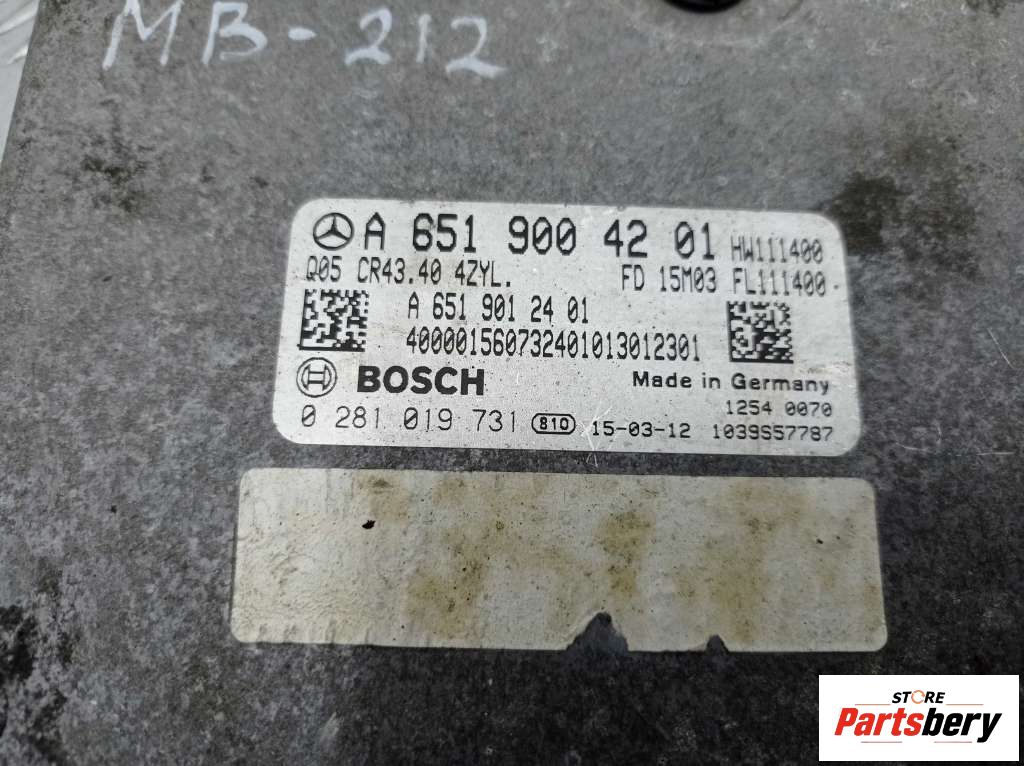 MB-212
A 651 900 42 01 HW111400
Q05 CR43.40 4ZYL. FD 15M03 FL111400
A 651 901 24 01
400001560732401013012301
BOSCH Made in Germany
1254 0070
0 281 019 731 810 15-03-12 1039S57787
STORE
Partsbery